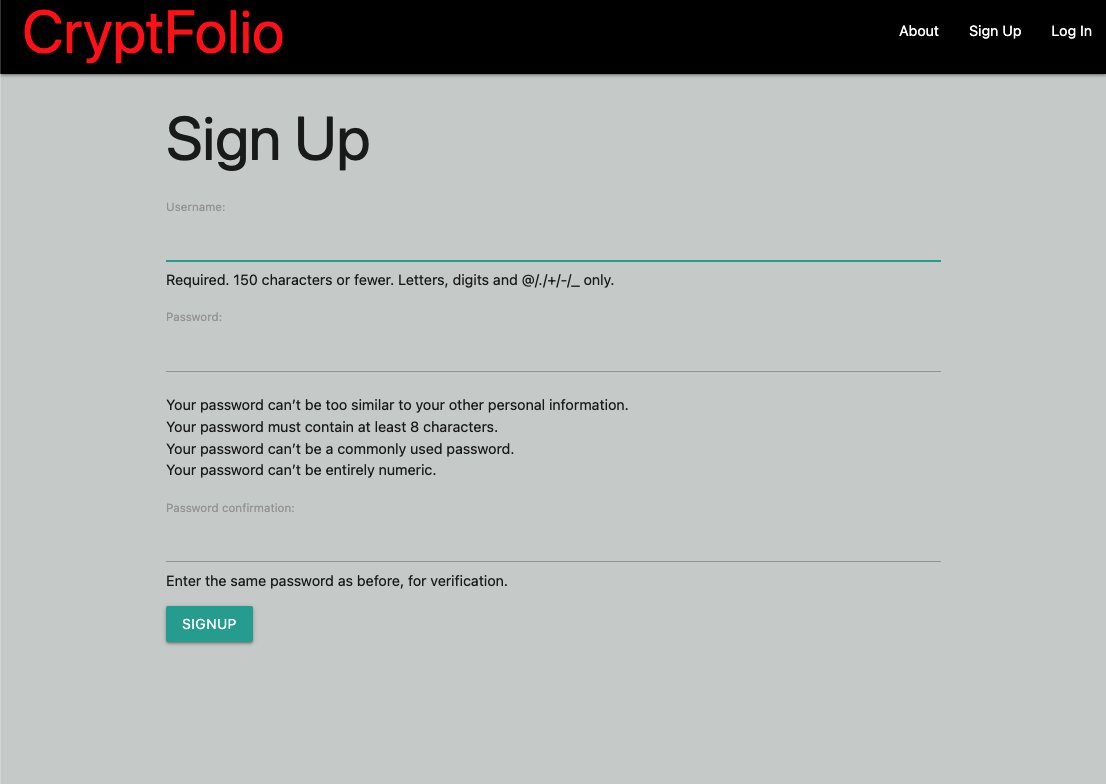 CryptFolio
About
Sign Up
Log In
Sign Up
Username:
Required. 150 characters or fewer. Letters, digits and @/./+/-/_ only.
Password:
Your password can’t be too similar to your other personal information.
Your password must contain at least 8 characters.
Your password can’t be a commonly used password.
Your password can’t be entirely numeric.
Password confirmation:
Enter the same password as before, for verification.
SIGNUP